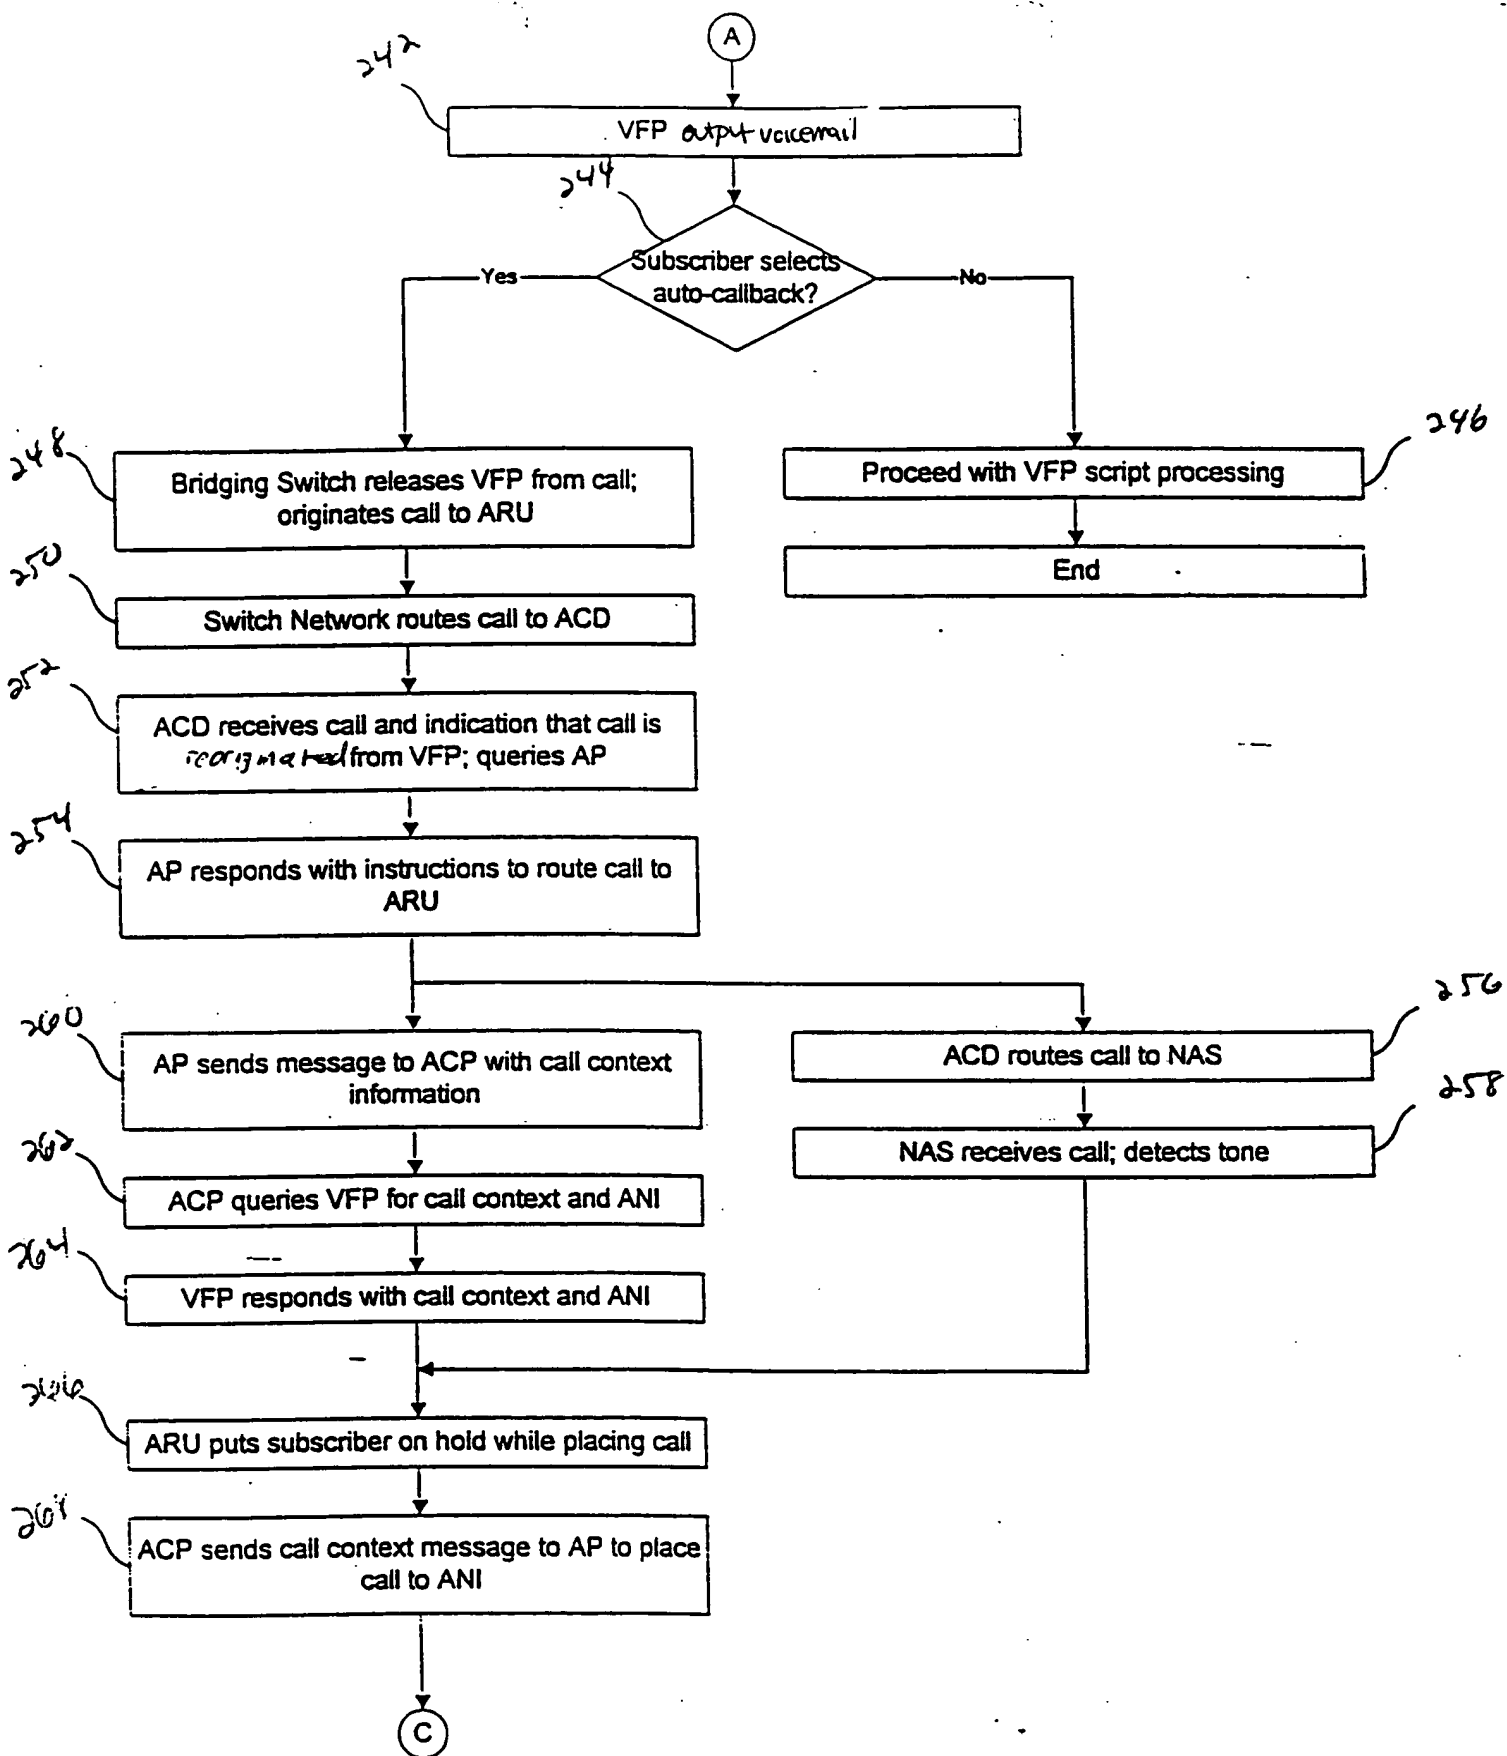 A
242
VFP output voicemail
244
Subscriber selects
auto-callback?
Yes
No
248
Bridging Switch releases VFP from call;
originates call to ARU
246
Proceed with VFP script processing
End
250
Switch Network routes call to ACD
252
ACD receives call and indication that call is
reoriginated from VFP; queries AP
254
AP responds with instructions to route call to
ARU
260
AP sends message to ACP with call context
information
256
ACD routes call to NAS
258
NAS receives call; detects tone
262
ACP queries VFP for call context and ANI
264
VFP responds with call context and ANI
266
ARU puts subscriber on hold while placing call
ACP sends call context message to AP to place
call to ANI
C